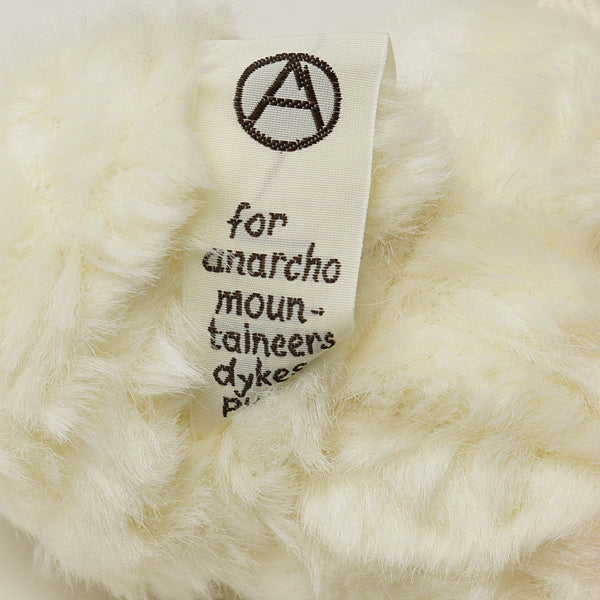 for
anarcho
moun-
taineers
dykes